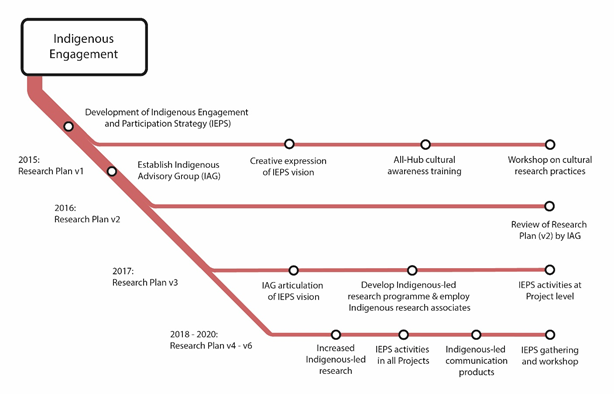 Indigenous
Engagement
Development of Indigenous Engagement
and Participation Strategy (IEPS)
2015:
Research Plan v1
Establish Indigenous
Advisory Group (IAG)
Creative expression
of IEPS vision
All-Hub cultural
awareness training
Workshop on cultural
research practices
2016:
Research Plan v2
Review of Research
Plan (v2) by IAG
2017:
Research Plan v3
IAG articulation
of IEPS vision
Develop Indigenous-led
research programme & employ
Indigenous research associates
IEPS activities at
Project level
2018 - 2020:
Research Plan v4 - v6
Increased
Indigenous-led
research
IEPS activities
in all Projects
Indigenous-led
communication
products
IEPS gathering
and workshop